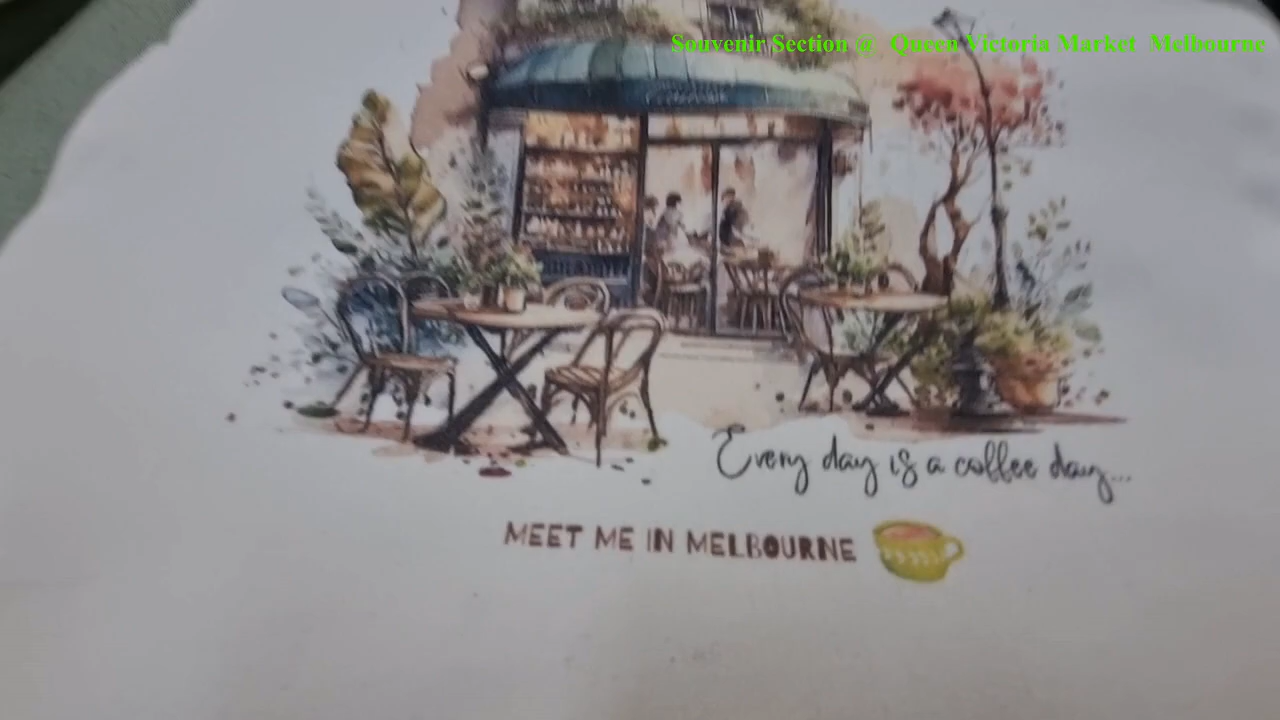 Souvenir Section @ Queen Victoria Market Melbourne
Every day is a coffee day...
MEET ME IN MELBOURNE